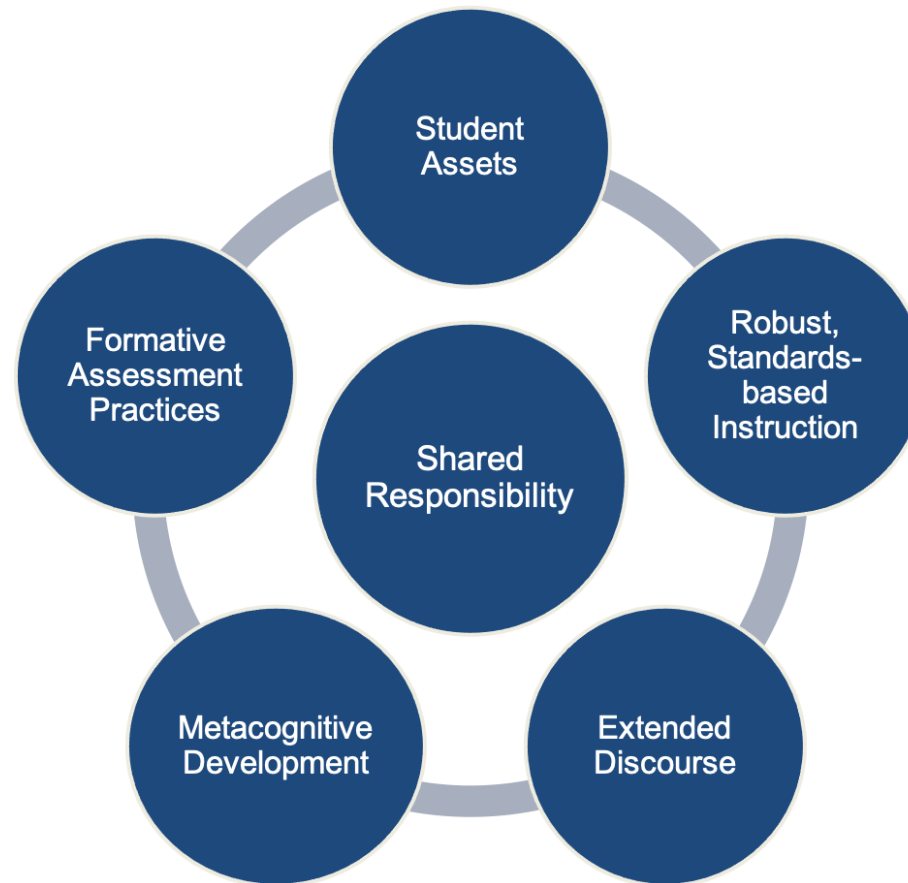 Student
Assets
Robust,
Standards-
based
Instruction
Extended
Discourse
Metacognitive
Development
Formative
Assessment
Practices
Shared
Responsibility